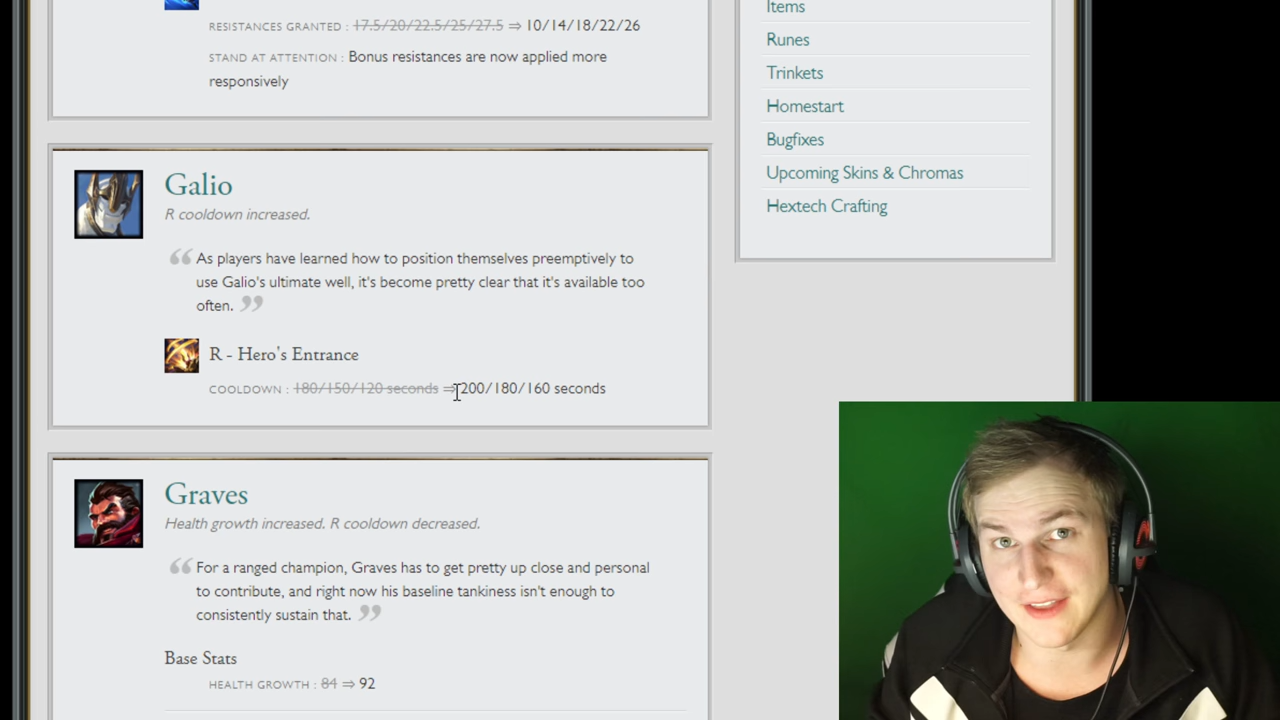 RESISTANCES GRANTED : 17.5/20/22.5/25/27.5 ⇒ 10/14/18/22/26
STAND AT ATTENTION : Bonus resistances are now applied more
responsively
Galio
R cooldown increased.
“ As players have learned how to position themselves preemptively to
use Galio's ultimate well, it's become pretty clear that it's available too
often. ”
R - Hero's Entrance
COOLDOWN : 180/150/120 seconds ⇒ 200/180/160 seconds
Graves
Health growth increased. R cooldown decreased.
“ For a ranged champion, Graves has to get pretty up close and personal
to contribute, and right now his baseline tankiness isn't enough to
consistently sustain that. ”
Base Stats
HEALTH GROWTH : 84 ⇒ 92
Items
Runes
Trinkets
Homestart
Bugfixes
Upcoming Skins & Chromas
Hextech Crafting